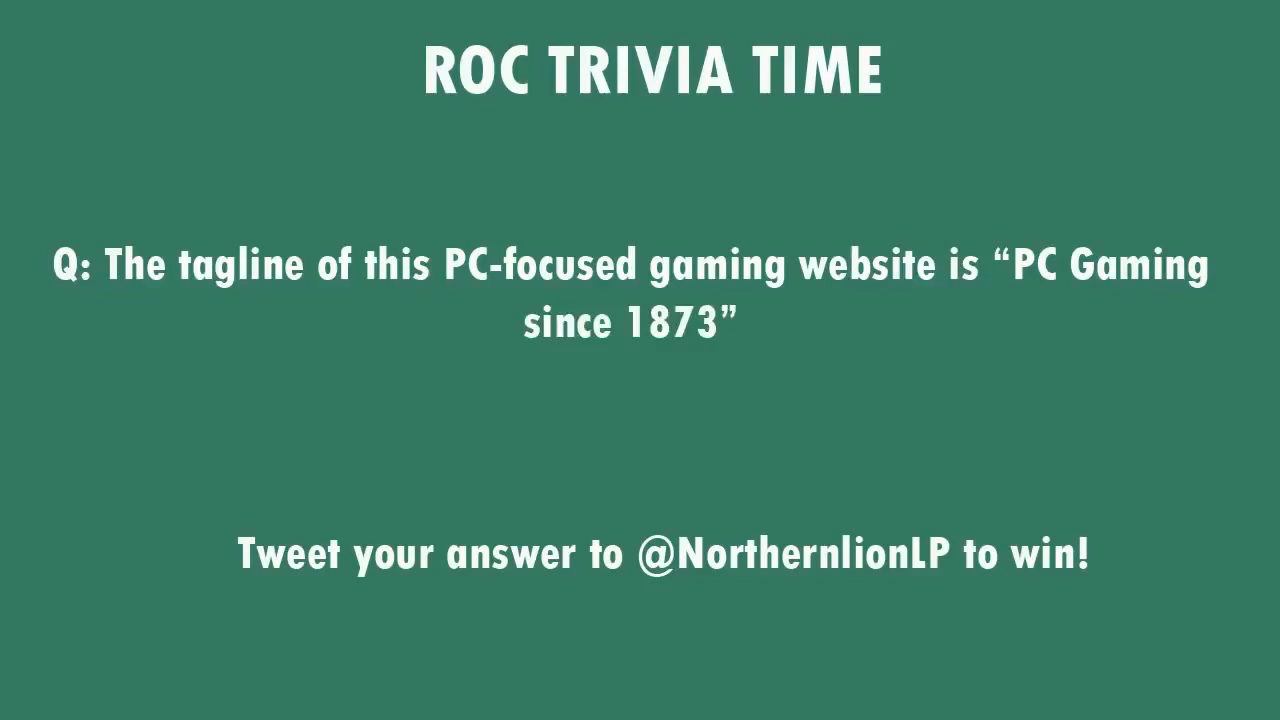 ROC TRIVIA TIME
Q: The tagline of this PC-focused gaming website is “PC Gaming
since 1873”
Tweet your answer to @NorthernlionLP to win!